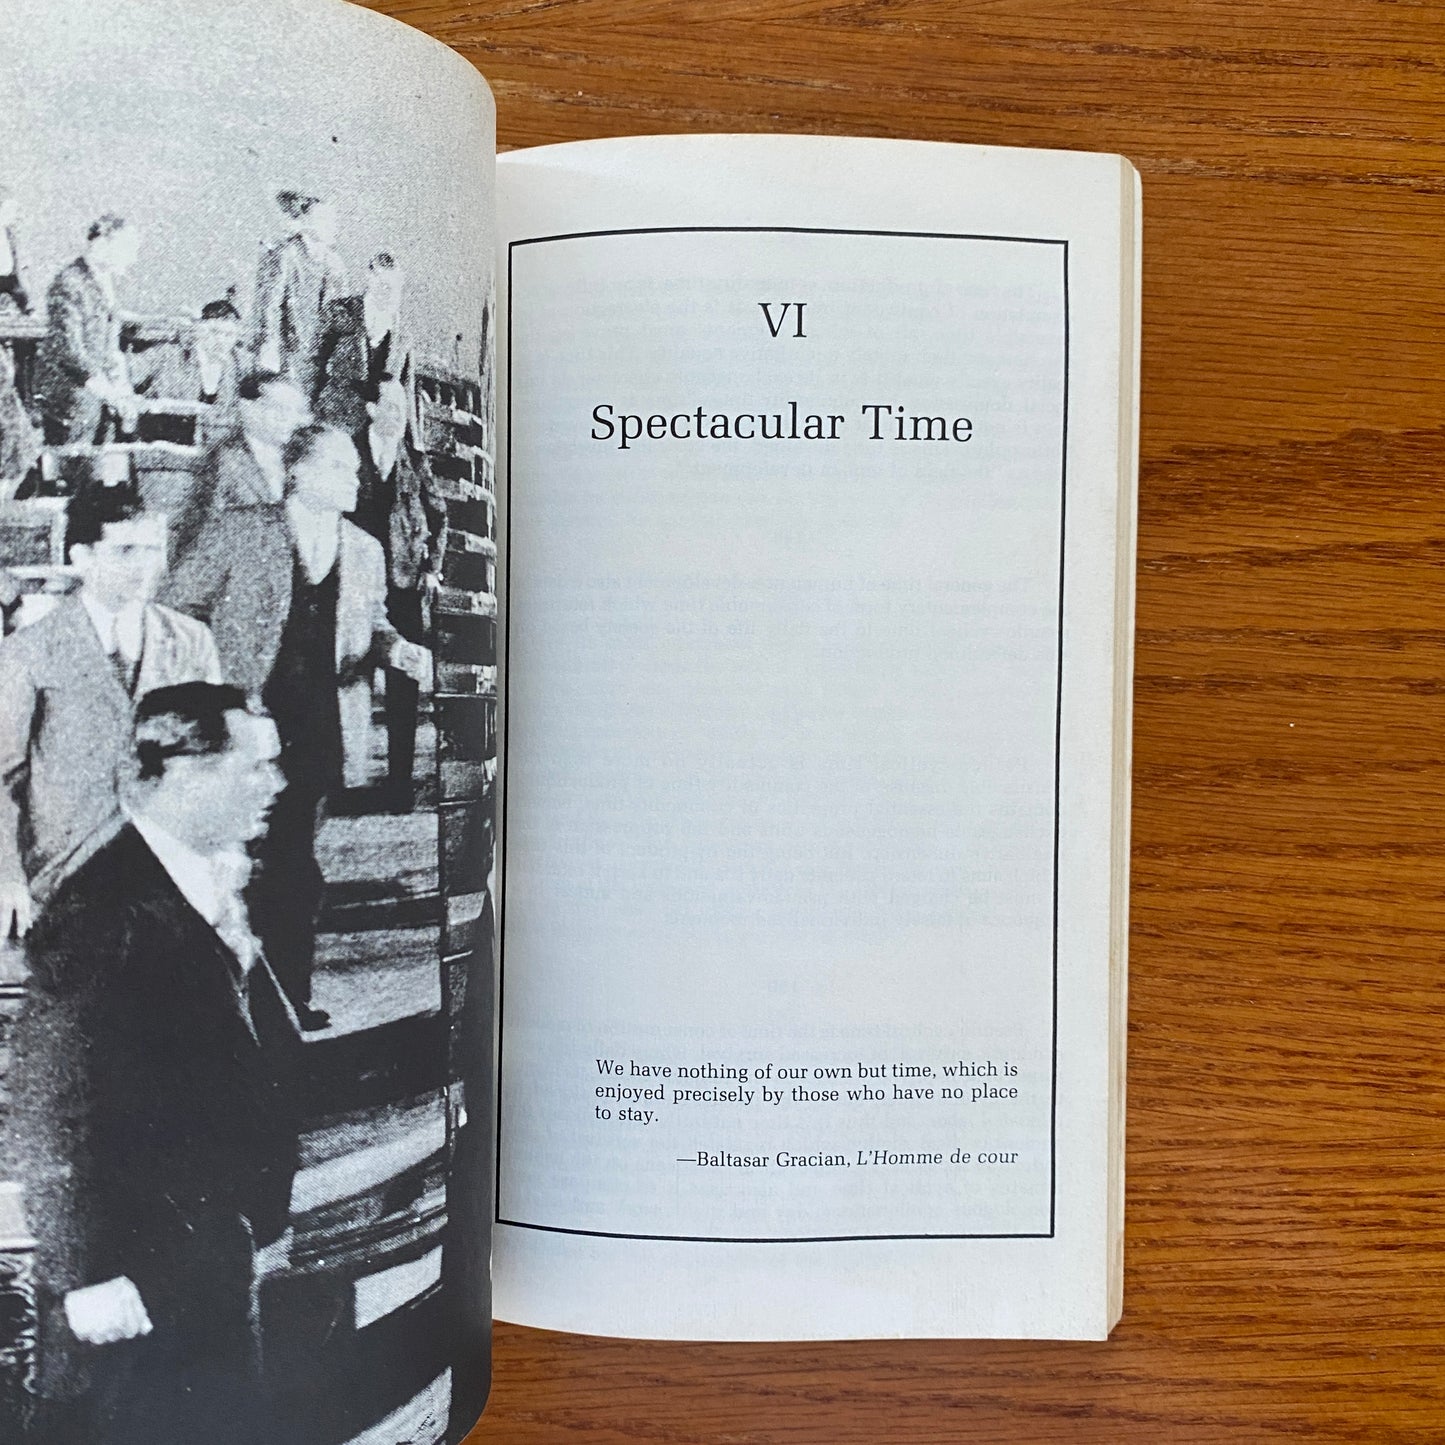 VI
Spectacular Time
We have nothing of our own but time, which is
enjoyed precisely by those who have no place
to stay.
—Baltasar Gracian, L'Homme de cour